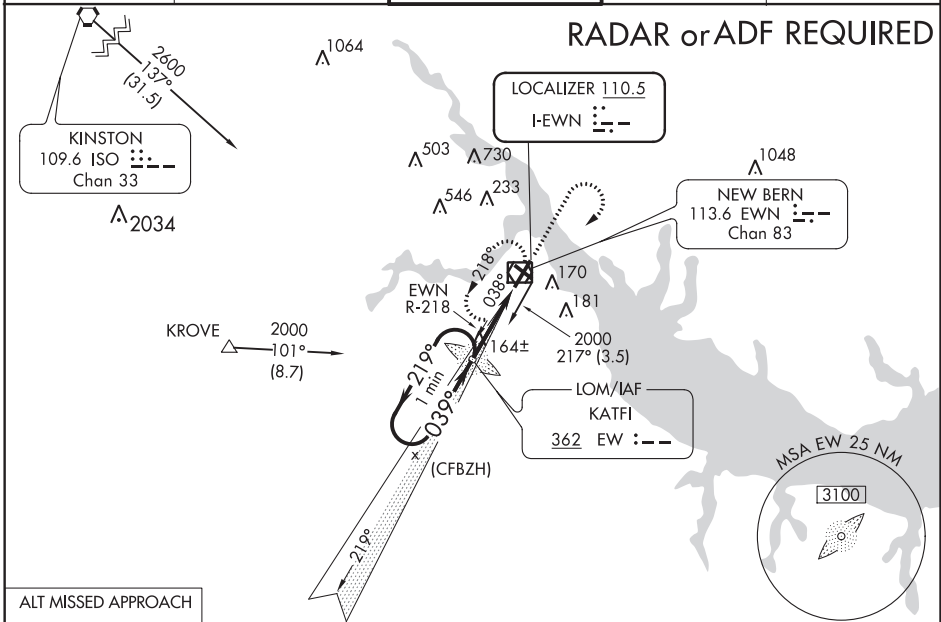 RADAR or ADF REQUIRED
1064
2600
137°
(31.5)
LOCALIZER 110.5
I-EWN
KINSTON
109.6 ISO
Chan 33
503
730
1048
546
233
2034
NEW BERN
113.6 EWN
Chan 83
218°
038°
170
EWN
R-218
181
KROVE
2000
101°
(8.7)
164±
2000
217° (3.5)
219°
1 min
039°
LOM/IAF
KATFI
362 EW
x
(CFBZH)
MSA EW 25 NM
3100
219°
ALT MISSED APPROACH